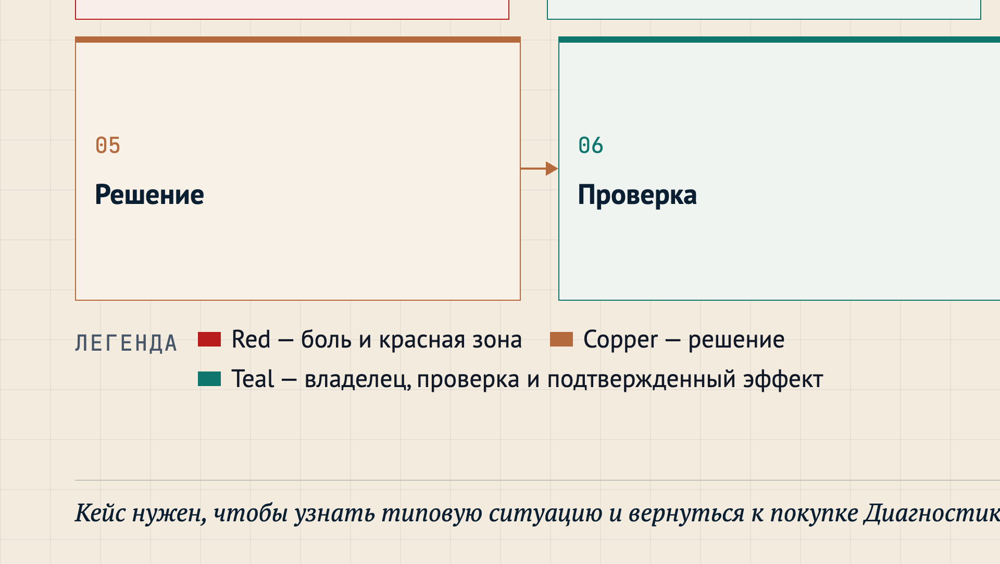 05
Решение
06
Проверка
ЛЕГЕНДА
Red — боль и красная зона
Copper — решение
Teal — владелец, проверка и подтвержденный эффект
Кейс нужен, чтобы узнать типовую ситуацию и вернуться к покупке Диагностик